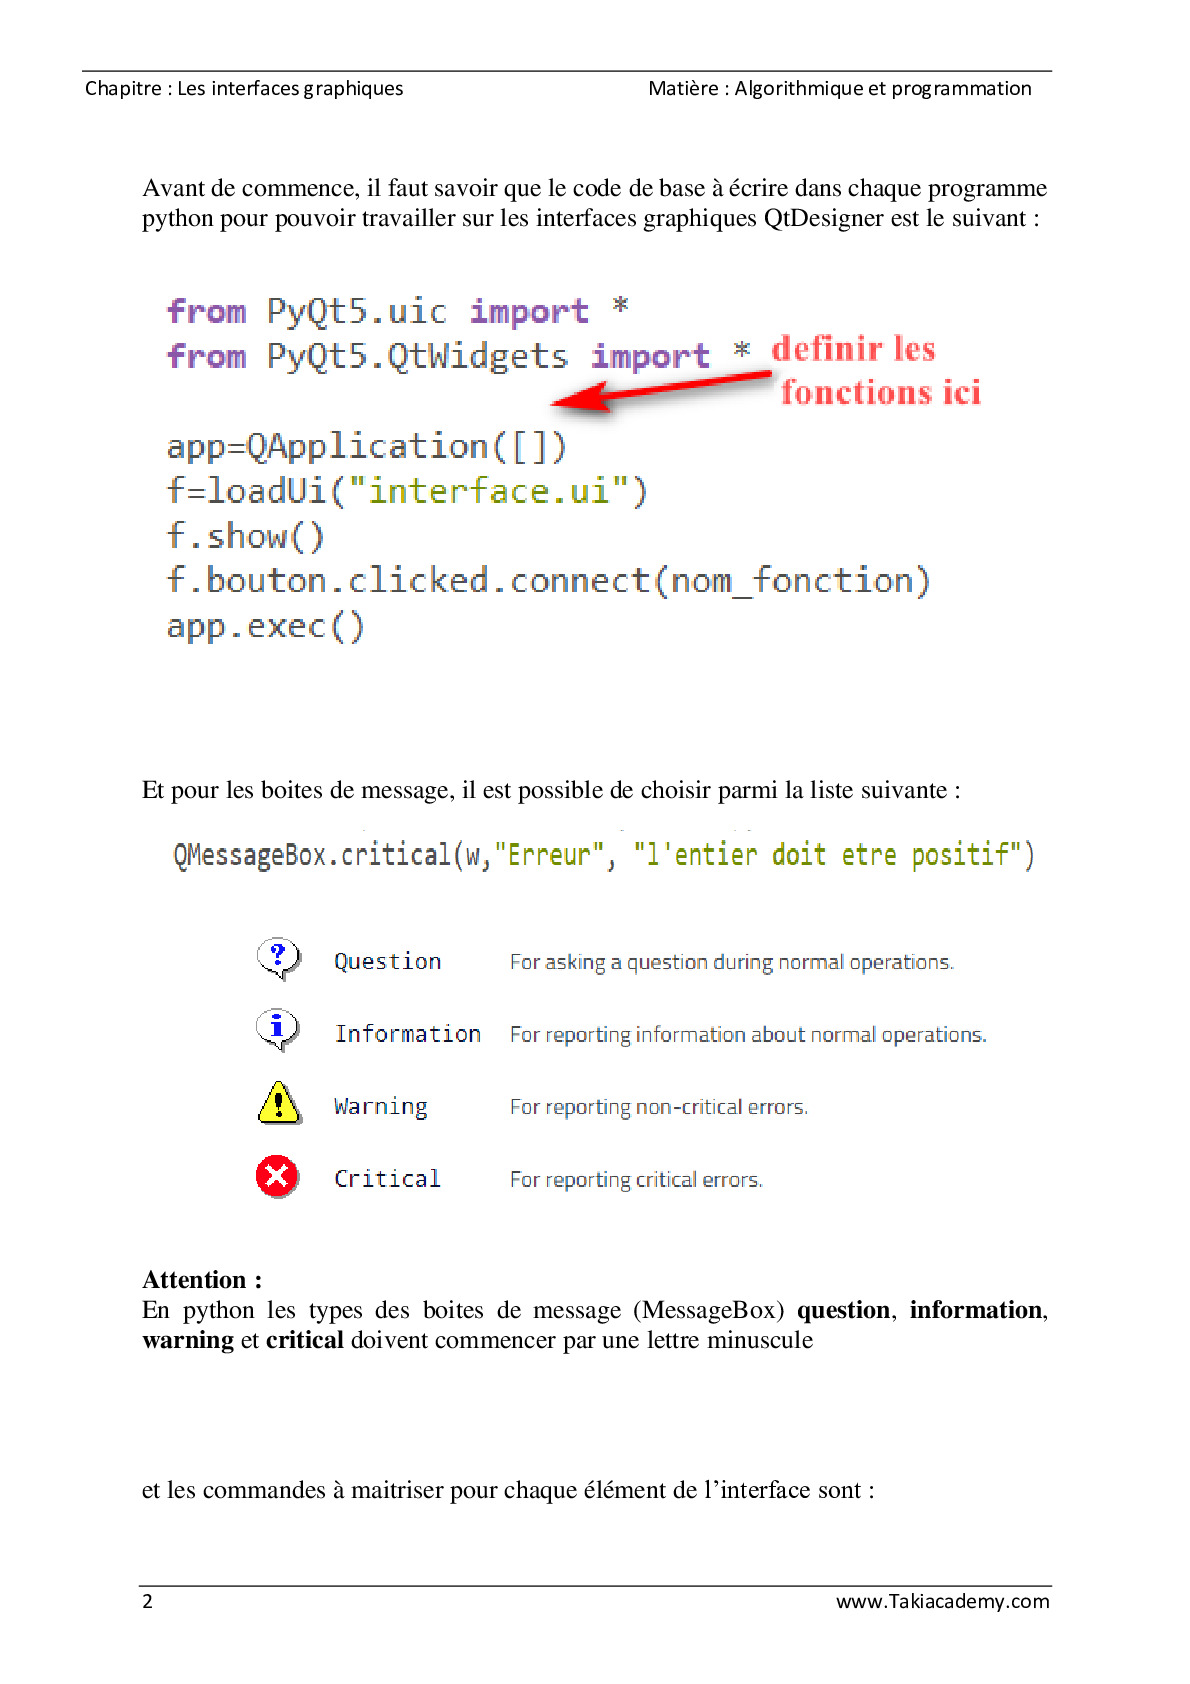 Chapitre : Les interfaces graphiques Matière : Algorithmique et programmation
Avant de commence, il faut savoir que le code de base à écrire dans chaque programme
python pour pouvoir travailler sur les interfaces graphiques QtDesigner est le suivant :
from PyQt5.uic import *
from PyQt5.QtWidgets import *
definir les
fonctions ici
app=QApplication([])
f=loadUi("interface.ui")
f.show()
f.bouton.clicked.connect(nom_fonction)
app.exec()
Et pour les boites de message, il est possible de choisir parmi la liste suivante :
QMessageBox.critical(w,"Erreur", "l'entier doit etre positif")
? Question For asking a question during normal operations.
i Information For reporting information about normal operations.
! Warning For reporting non-critical errors.
Critical For reporting critical errors.
Attention :
En python les types des boites de message (MessageBox) question, information,
warning et critical doivent commencer par une lettre minuscule
et les commandes à maitriser pour chaque élément de l’interface sont :
2 www.Takiacademy.com